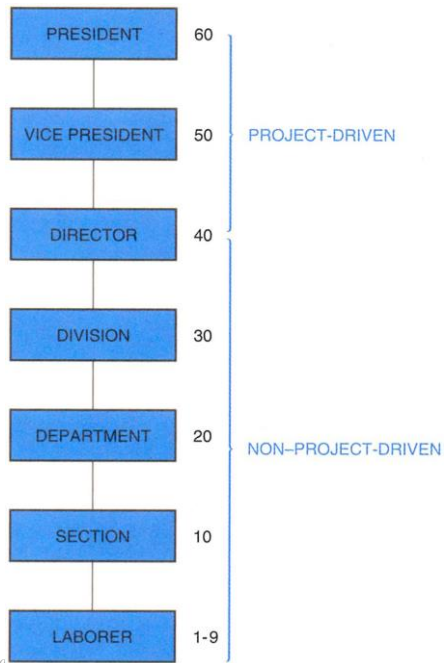 PRESIDENT 60
VICE PRESIDENT 50 PROJECT-DRIVEN
DIRECTOR 40
DIVISION 30
DEPARTMENT 20
NON–PROJECT-DRIVEN
SECTION 10
LABORER 1-9